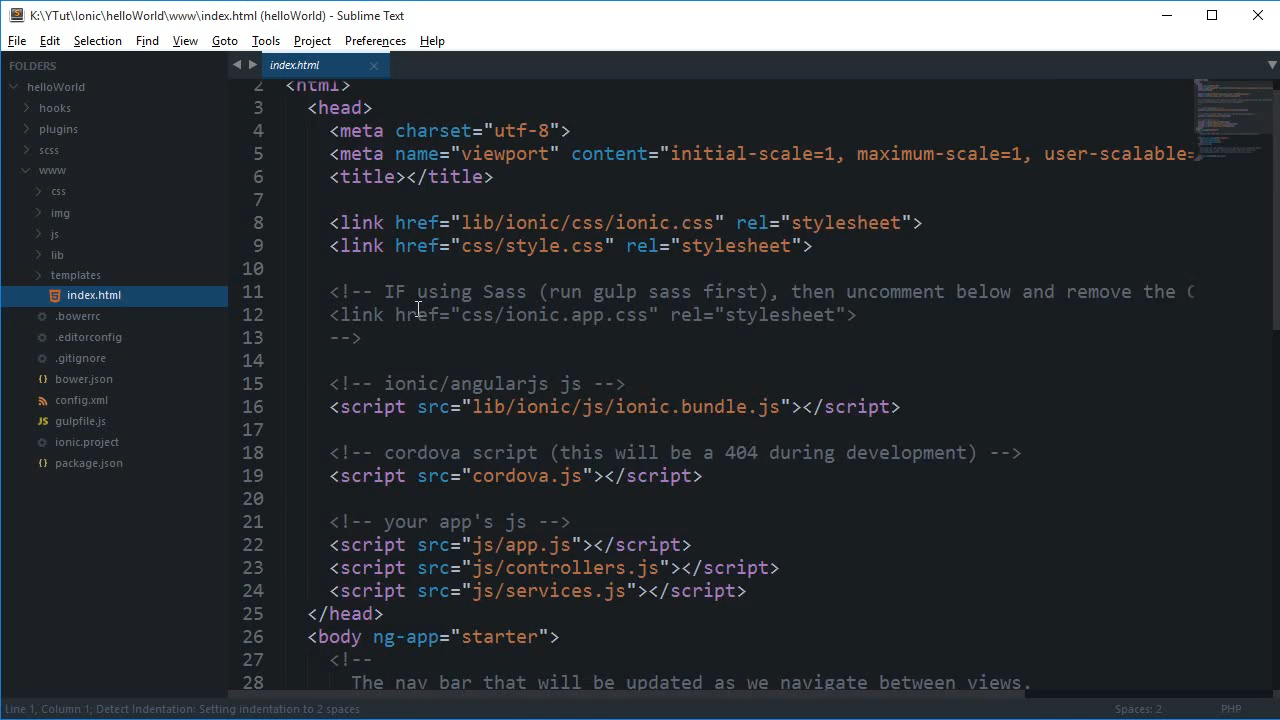 K:\YTut\Ionic\helloWorld\www\index.html (helloWorld) - Sublime Text
File Edit Selection Find View Goto Tools Project Preferences Help
FOLDERS
helloWorld
hooks
plugins
scss
www
css
img
js
lib
templates
index.html
.bowerrc
.editorconfig
.gitignore
bower.json
config.xml
JS gulpfile.js
ionic.project
package.json
index.html
2 <html>
3 <head>
4 <meta charset="utf-8">
5 <meta name="viewport" content="initial-scale=1, maximum-scale=1, user-scalable=
6 <title></title>
7
8 <link href="lib/ionic/css/ionic.css" rel="stylesheet">
9 <link href="css/style.css" rel="stylesheet">
10
11 <!-- IF using Sass (run gulp sass first), then uncomment below and remove the
12 <link href="css/ionic.app.css" rel="stylesheet">
13 -->
14
15 <!-- ionic/angularjs js -->
16 <script src="lib/ionic/js/ionic.bundle.js"></script>
17
18 <!-- cordova script (this will be a 404 during development) -->
19 <script src="cordova.js"></script>
20
21 <!-- your app's js -->
22 <script src="js/app.js"></script>
23 <script src="js/controllers.js"></script>
24 <script src="js/services.js"></script>
25 </head>
26 <body ng-app="starter">
27 <!--
28 The nav bar that will be updated as we navigate between views.
Line 1, Column 1; Detect Indentation: Setting indentation to 2 spaces
Spaces: 2
PHP